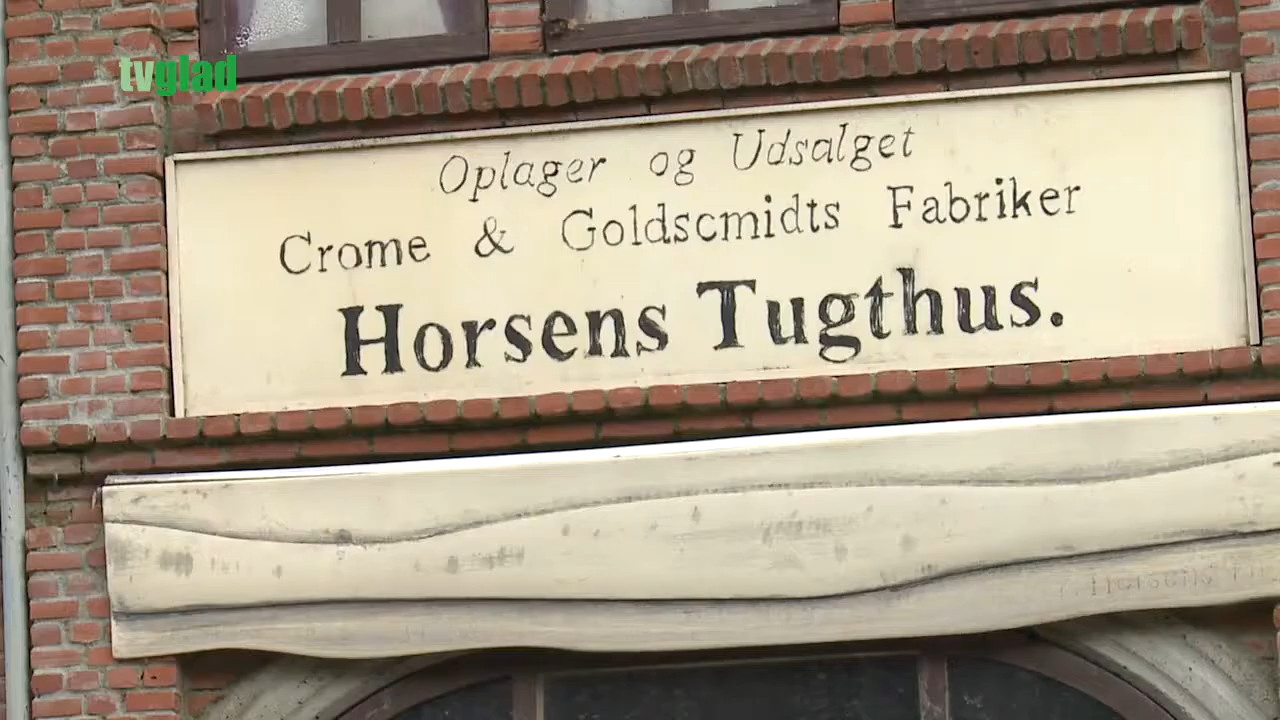 tvglad
Oplager og Udsalget
Crome & Goldscmidts Fabriker
Horsens Tugthus.